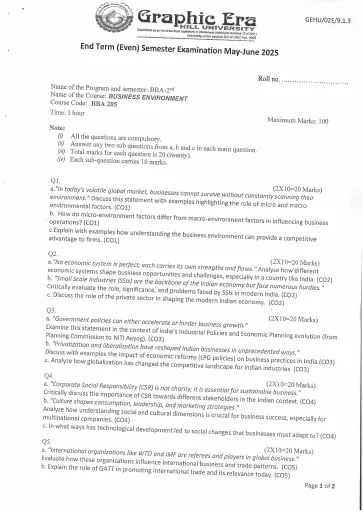 GEHU/02E/9.1.3
Graphic Era
HILL UNIVERSITY
End Term (Even) Semester Examination May-June 2025
Roll no..............................
Name of the Program and semester: BBA-2nd
Name of the Course: BUSINESS ENVIRONMENT
Course Code: BBA 205
Time: 3 hour
Maximum Marks: 100
Note:
(i) All the questions are compulsory.
(ii) Answer any two sub questions from a, b and c in each main question.
(iii) Total marks for each question is 20 (twenty).
(iv) Each sub-question carries 10 marks.
Q1. (2X10=20 Marks)
a."In today's volatile global market, businesses cannot survive without constantly scanning their
environment." Discuss this statement with examples highlighting the role of micro and macro
environmental factors. (CO1)
b. How do micro-environment factors differ from macro-environment factors in influencing business
operations? (CO1)
c.Explain with examples how understanding the business environment can provide a competitive
advantage to firms. (CO1)
Q2. (2X10=20 Marks)
a."No economic system is perfect; each carries its own strengths and flaws." Analyze how different
economic systems shape business opportunities and challenges, especially in a country like India. (CO2)
b. "Small Scale Industries (SSIs) are the backbone of the Indian economy but face numerous hurdles."
Critically evaluate the role, significance, and problems faced by SSIs in modern India. (CO2)
c. Discuss the role of the private sector in shaping the modern Indian economy. (CO2)
Q3. (2X10=20 Marks)
a. "Government policies can either accelerate or hinder business growth."
Examine this statement in the context of India's Industrial Policies and Economic Planning evolution (from
Planning Commission to NITI Aayog). (CO3)
b. "Privatization and liberalization have reshaped Indian businesses in unprecedented ways."
Discuss with examples the impact of economic reforms (LPG policies) on business practices in India.(CO3)
c. Analyze how globalization has changed the competitive landscape for Indian industries. (CO3)
Q4. (2X10=20 Marks)
a. "Corporate Social Responsibility (CSR) is not charity; it is essential for sustainable business."
Critically discuss the importance of CSR towards different stakeholders in the Indian context. (CO4)
b. "Culture shapes consumption, leadership, and marketing strategies."
Analyze how understanding social and cultural dimensions is crucial for business success, especially for
multinational companies. (CO4)
c. In what ways has technological development led to social changes that businesses must adapt to? (CO4)
Q5. (2X10=20 Marks)
a. "International organizations like WTO and IMF are referees and players in global business."
Evaluate how these organizations influence international business and trade patterns. (CO5)
b. Explain the role of GATT in promoting international trade and its relevance today. (CO5)
Page 1 of 2